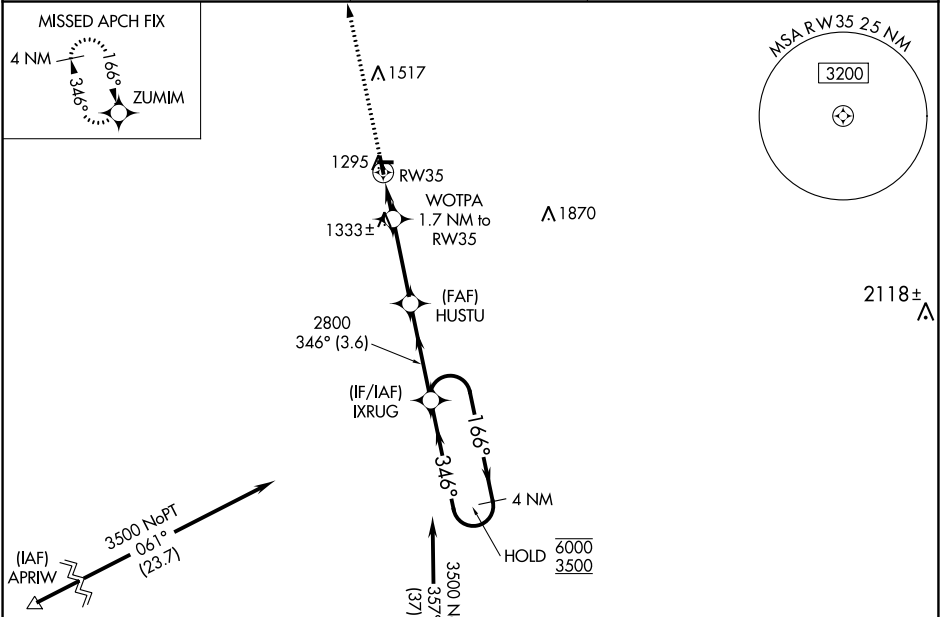 MISSED APCH FIX
4 NM
166°
346°
ZUMIM
1517
MSA RW35 25 NM
3200
1295
RW35
WOTPA
1.7 NM to
RW35
1333±
1870
(FAF)
HUSTU
2118±
2800
346° (3.6)
(IF/IAF)
IXRUG
166°
346°
4 NM
HOLD
6000
3500
3500 NoPT
061°
(23.7)
(IAF)
APRIW
3500 N
357°
(37)